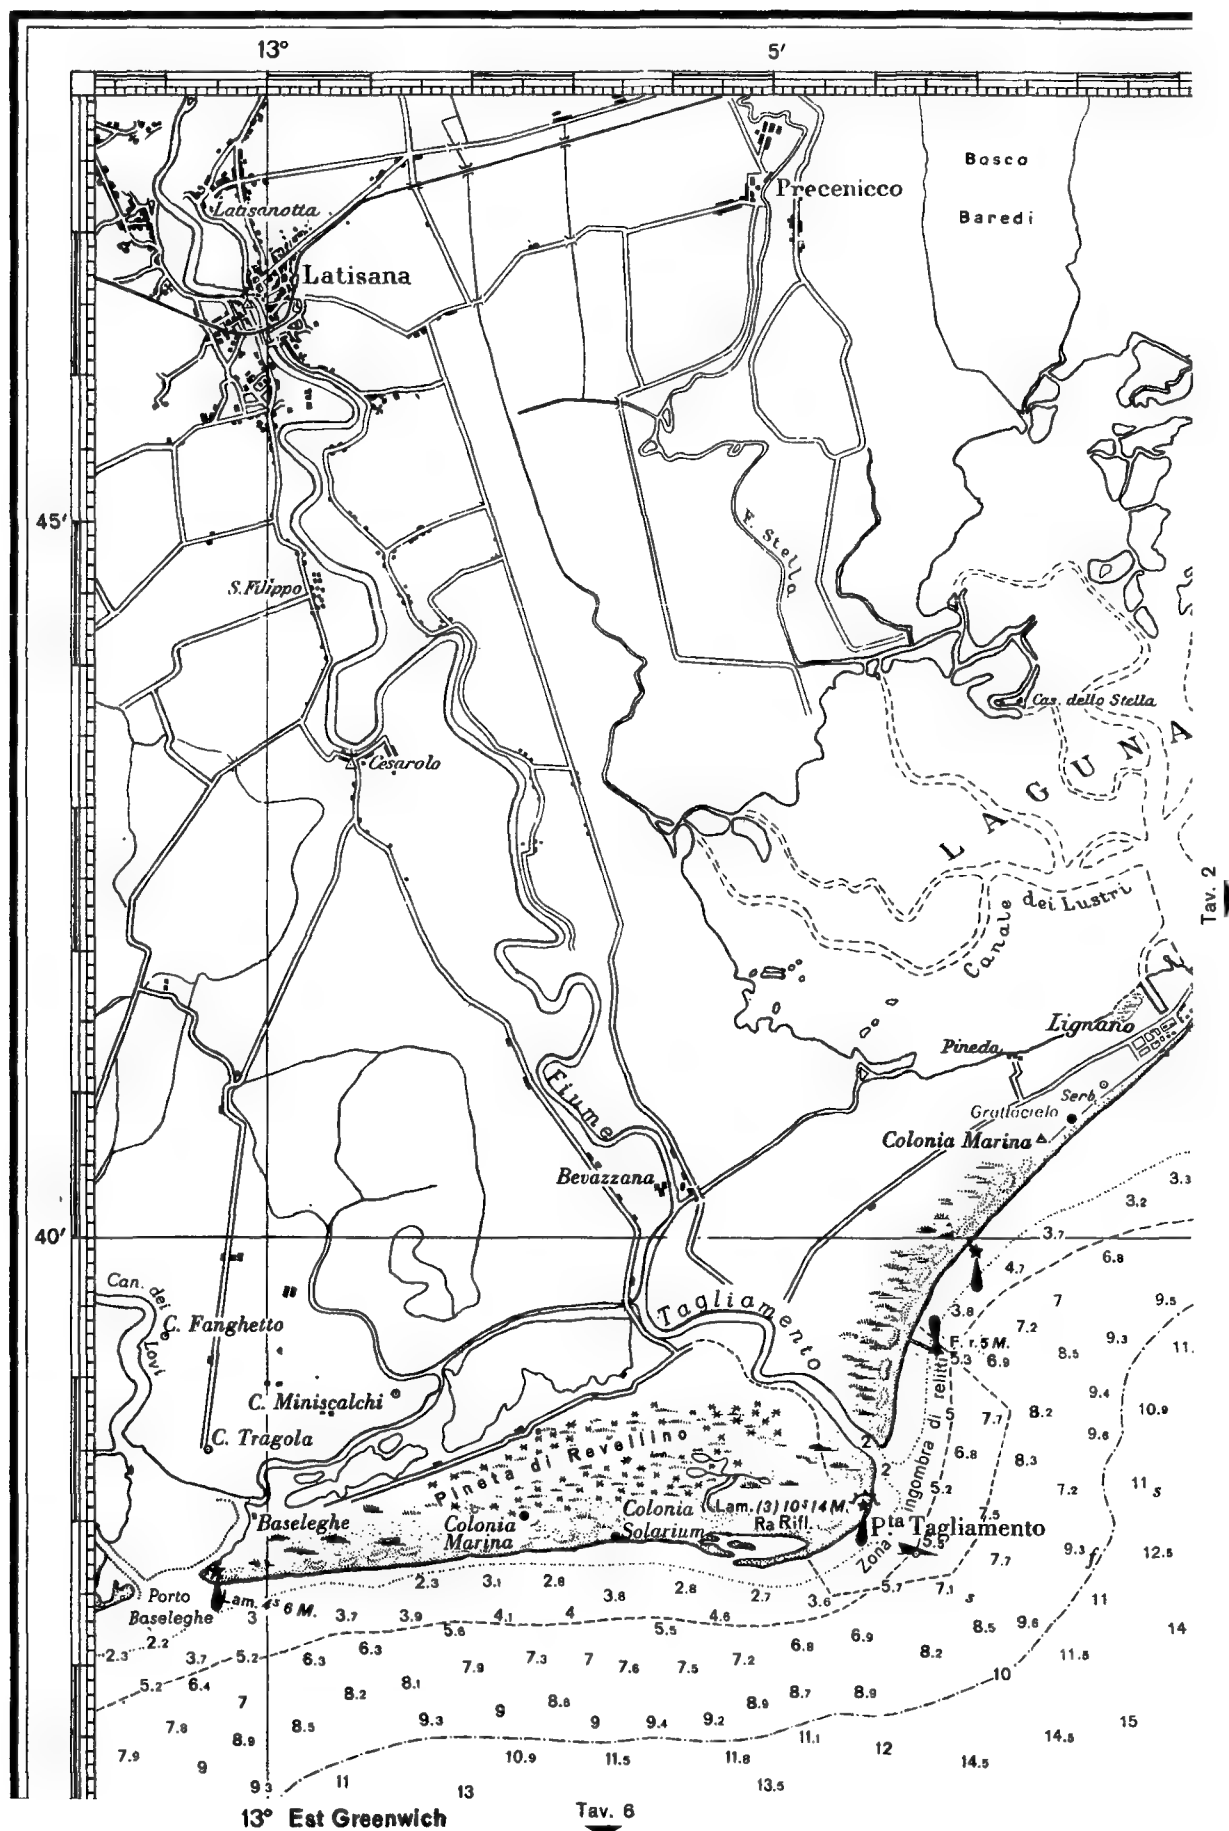 13° 5'
Bosco
Baredi
Precenicco
Latisanotta
Latisana
45'
F. Stella
S. Filippo
Cas. dello Stella
LAGUNA
Cesarolo
Canale dei Lustri
Tav. 2
Lignano
Pineda
Serb.
Grattacielo
Colonia Marina
Fiume
Bevazzana
3.3
3.2
40'
3.7
6.8
4.7
Can. dei Lovi
Tagliamento
3.8 7 9.5
C. Fanghetto
7.2 9.3
F. r. 5 M. 11.
5.3 6.9 8.5
C. Miniscalchi
9.4
5 7.7 8.2 10.9
C. Tragola
2 9.6
Pineta di Revellino
6.8 8.3
2
5.2 7.2 11 s
Zona ingombra di relitti
Colonia Solarium
Lam. (3) 10s 14 M.
Ra Rifl.
7.5
Baseleghe
Colonia
Marina
Pta Tagliamento
5.5
7.7 9.3 f 12.5
Porto
Baseleghe
Lam. 4s 6 M.
2.3 3.1 2.8 3.8 2.8 2.7 3.6 5.7 7.1 s 11
3 3.7 3.9 4.1 4 4.6
5.6 5.5 6.9 8.5 9.6 14
2.2
2.3 3.7 5.2 6.3 6.3 6.8 8.2 11.5
7.9 7.3 7 7.6 7.5 7.2
5.2 6.4 8.2 8.1 8.7 8.9 10
7 8.8 8.9
7.8 8.5 9.3 9 9 9.4 9.2 15
8.9 11.1 14.5
7.9 9 10.9 11.5 11.8 12 14.5
9.3 11 13 13.5
13° Est Greenwich
Tav. 6